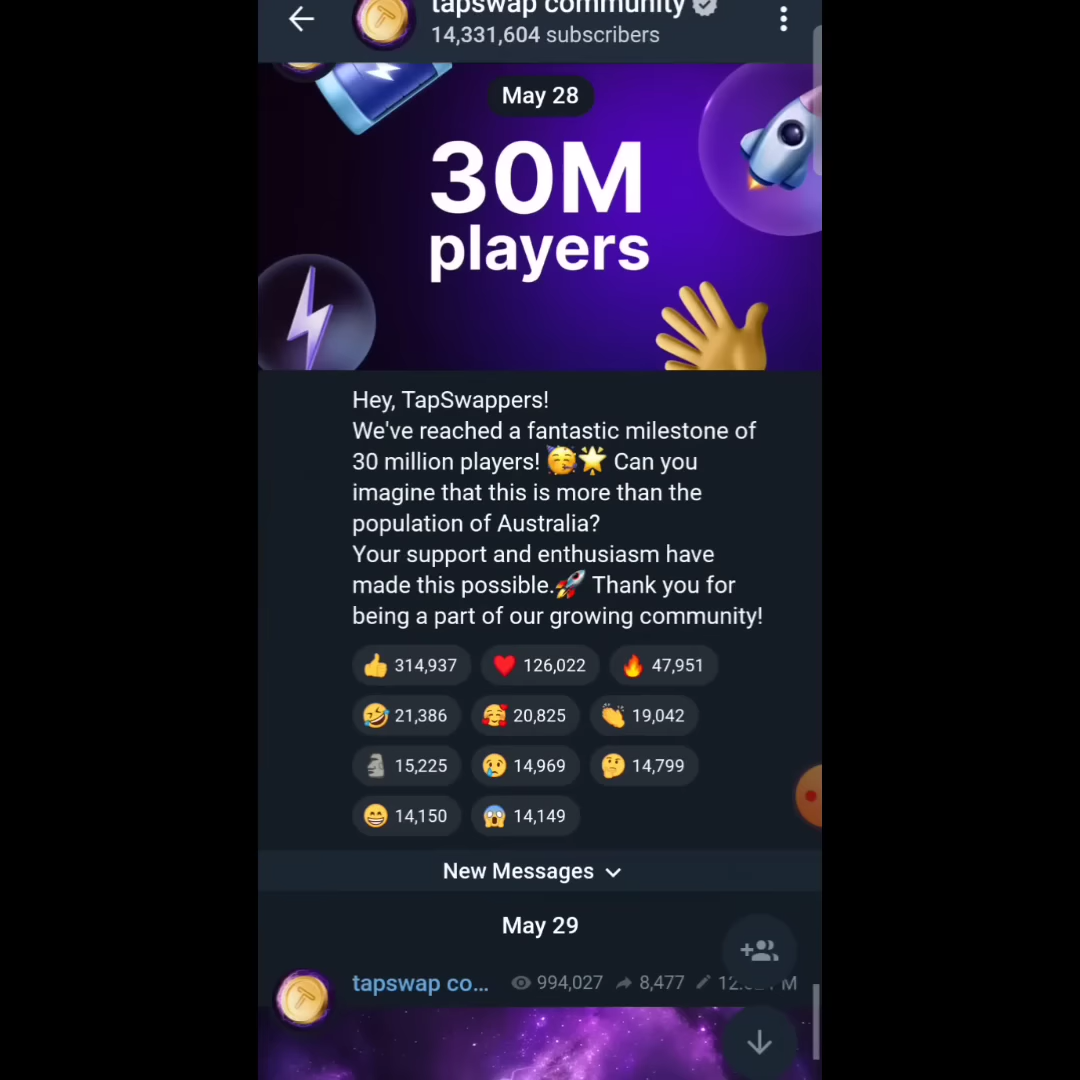 tapswap community
14,331,604 subscribers
May 28
30M
players
Hey, TapSwappers!
We've reached a fantastic milestone of
30 million players! 🥳🌟 Can you
imagine that this is more than the
population of Australia?
Your support and enthusiasm have
made this possible.🚀 Thank you for
being a part of our growing community!
👍 314,937 ❤️ 126,022 🔥 47,951
🤣 21,386 🥰 20,825 👏 19,042
🗿 15,225 😢 14,969 🤔 14,799
😁 14,150 😱 14,149
New Messages
May 29
tapswap co... 994,027 8,477